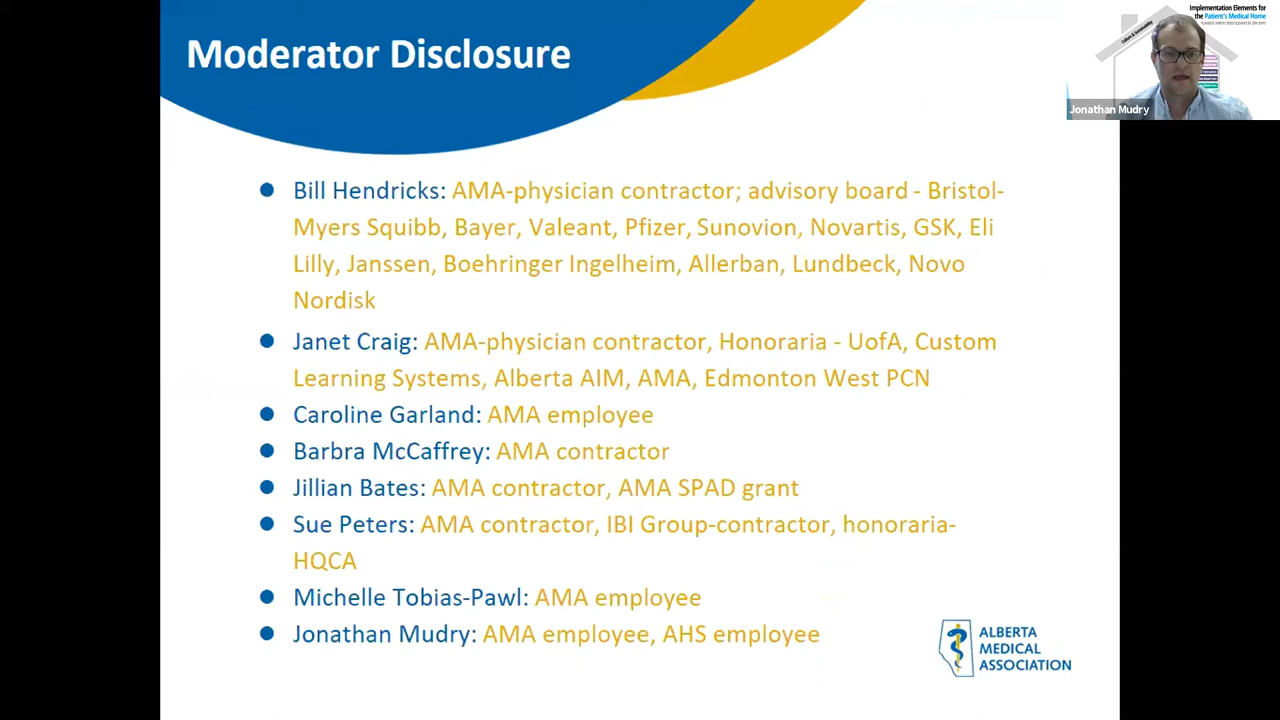 Moderator Disclosure
Implementation Elements for
the Patient's Medical Home
Jonathan Mudry
Bill Hendricks: AMA-physician contractor; advisory board - Bristol-
Myers Squibb, Bayer, Valeant, Pfizer, Sunovion, Novartis, GSK, Eli
Lilly, Janssen, Boehringer Ingelheim, Allerban, Lundbeck, Novo
Nordisk
Janet Craig: AMA-physician contractor, Honoraria - UofA, Custom
Learning Systems, Alberta AIM, AMA, Edmonton West PCN
Caroline Garland: AMA employee
Barbra McCaffrey: AMA contractor
Jillian Bates: AMA contractor, AMA SPAD grant
Sue Peters: AMA contractor, IBI Group-contractor, honoraria-
HQCA
Michelle Tobias-Pawl: AMA employee
Jonathan Mudry: AMA employee, AHS employee
ALBERTA
MEDICAL
ASSOCIATION